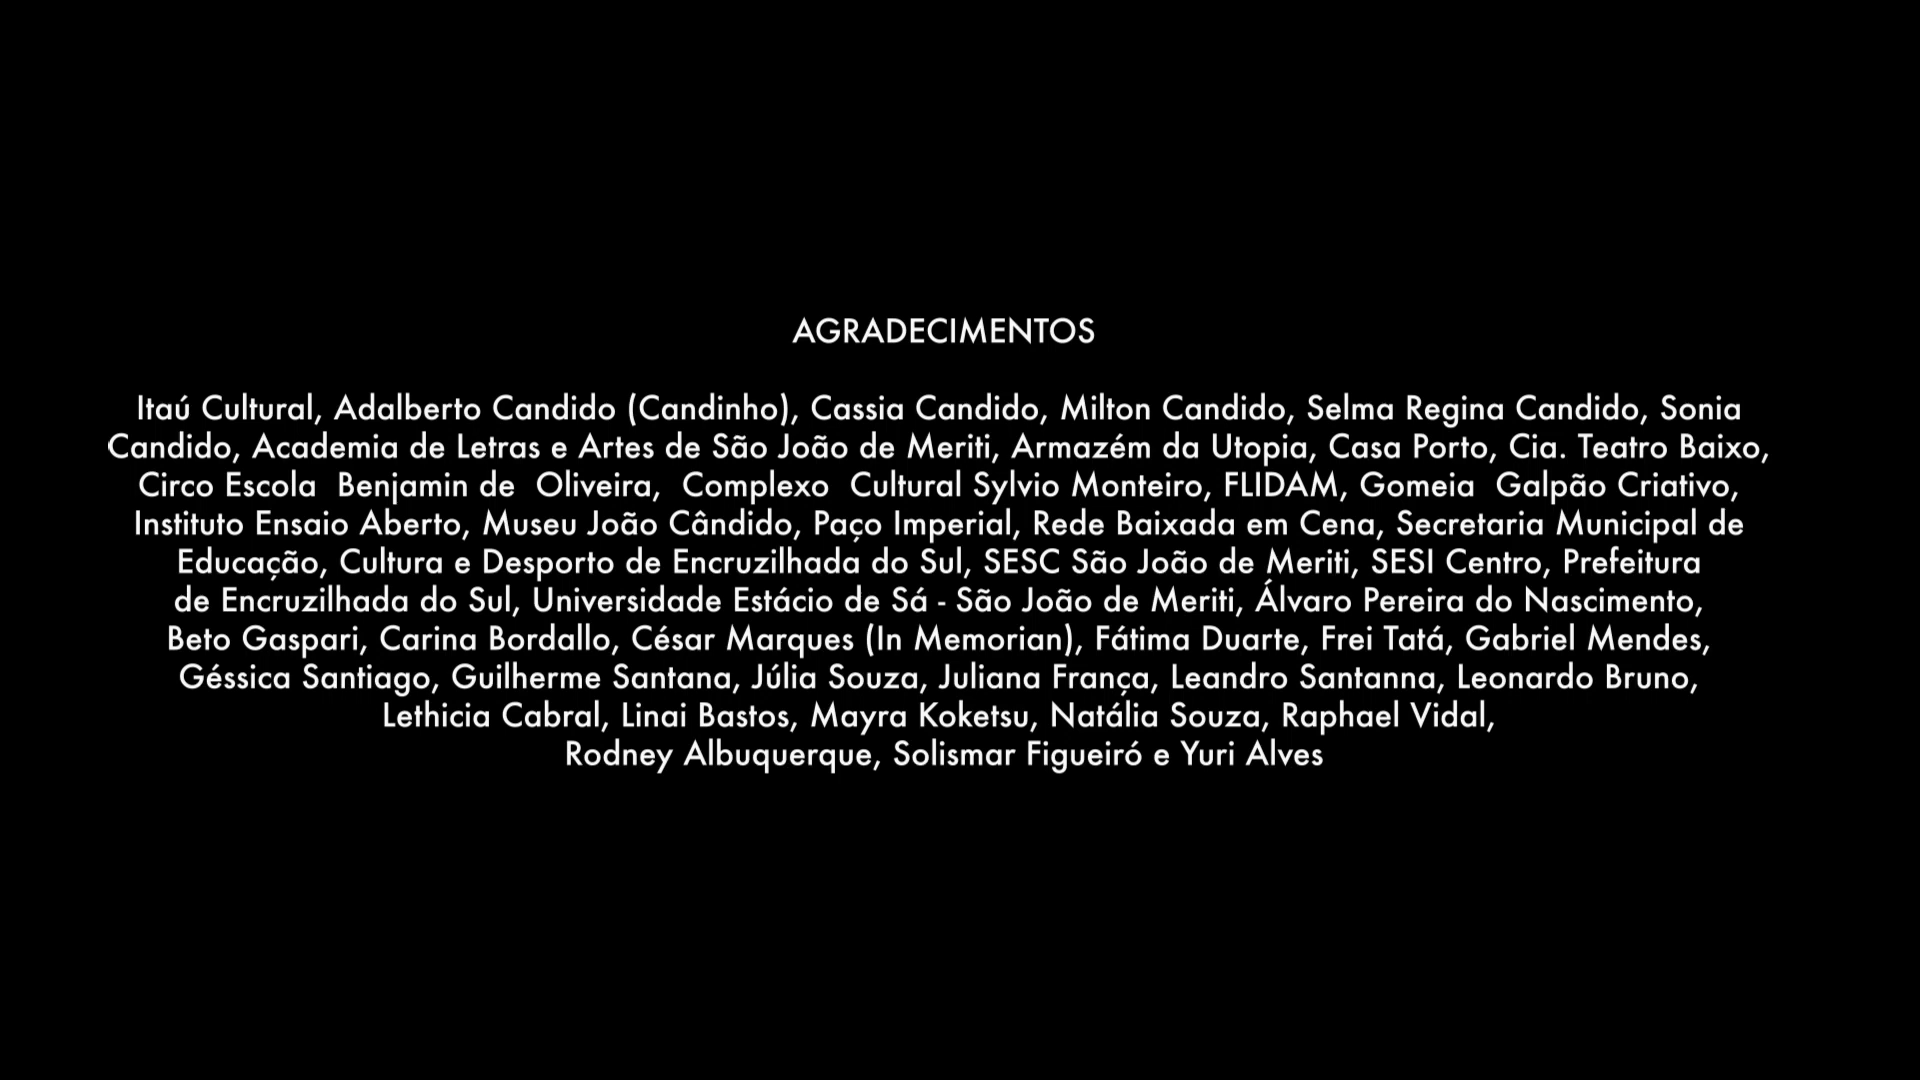 AGRADECIMENTOS
Itaú Cultural, Adalberto Candido (Candinho), Cassia Candido, Milton Candido, Selma Regina Candido, Sonia
Candido, Academia de Letras e Artes de São João de Meriti, Armazém da Utopia, Casa Porto, Cia. Teatro Baixo,
Circo Escola Benjamin de Oliveira, Complexo Cultural Sylvio Monteiro, FLIDAM, Gomeia Galpão Criativo,
Instituto Ensaio Aberto, Museu João Cândido, Paço Imperial, Rede Baixada em Cena, Secretaria Municipal de
Educação, Cultura e Desporto de Encruzilhada do Sul, SESC São João de Meriti, SESI Centro, Prefeitura
de Encruzilhada do Sul, Universidade Estácio de Sá - São João de Meriti, Álvaro Pereira do Nascimento,
Beto Gaspari, Carina Bordallo, César Marques (In Memorian), Fátima Duarte, Frei Tatá, Gabriel Mendes,
Géssica Santiago, Guilherme Santana, Júlia Souza, Juliana França, Leandro Santanna, Leonardo Bruno,
Lethicia Cabral, Linai Bastos, Mayra Koketsu, Natália Souza, Raphael Vidal,
Rodney Albuquerque, Solismar Figueiró e Yuri Alves